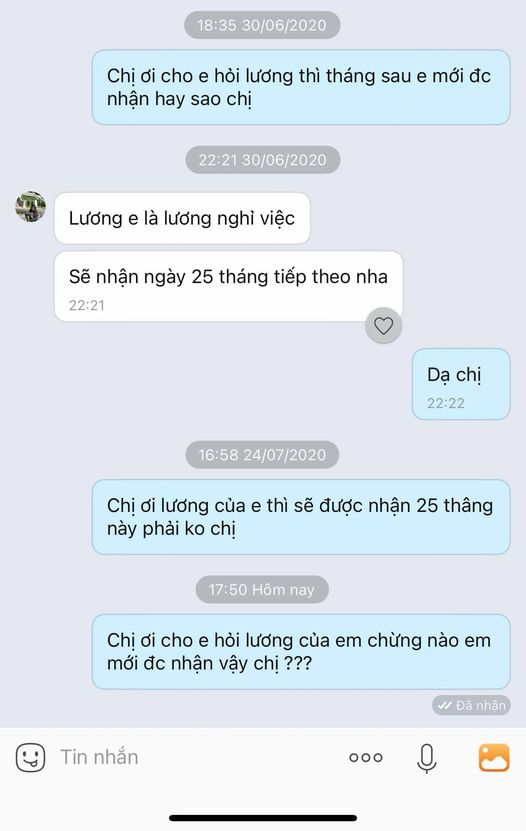 18:35 30/06/2020
Chị ơi cho e hỏi lương thì tháng sau e mới đc
nhận hay sao chị
22:21 30/06/2020
Lương e là lương nghỉ việc
Sẽ nhận ngày 25 tháng tiếp theo nha
22:21
Dạ chị
22:22
16:58 24/07/2020
Chị ơi lương của e thì sẽ được nhận 25 thâng
này phải ko chị
17:50 Hôm nay
Chị ơi cho e hỏi lương của em chừng nào em
mới đc nhận vậy chị ???
Đã nhận
Tin nhắn